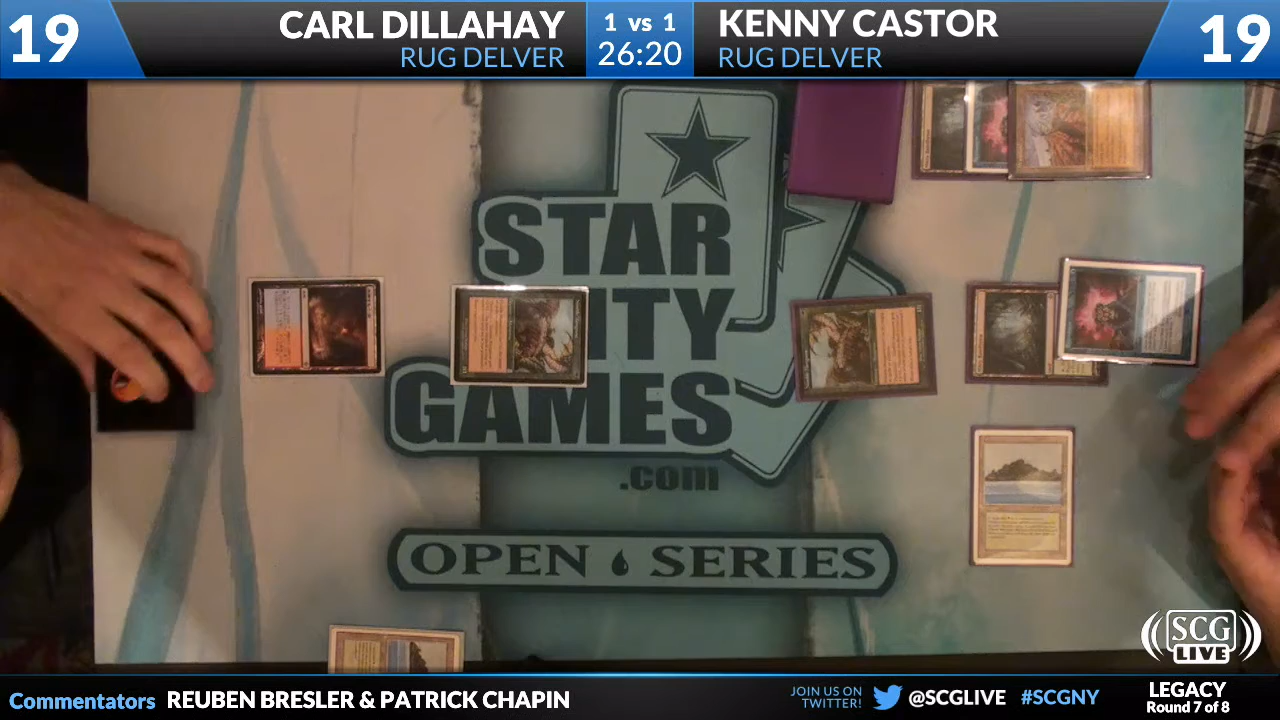 19
CARL DILLAHAY
RUG DELVER
1 vs 1
26:20
KENNY CASTOR
RUG DELVER
19
STAR
CITY
GAMES
.com
OPEN SERIES
SCG
LIVE
Commentators REUBEN BRESLER & PATRICK CHAPIN
JOIN US ON
TWITTER!
@SCGLIVE #SCGNY
LEGACY
Round 7 of 8